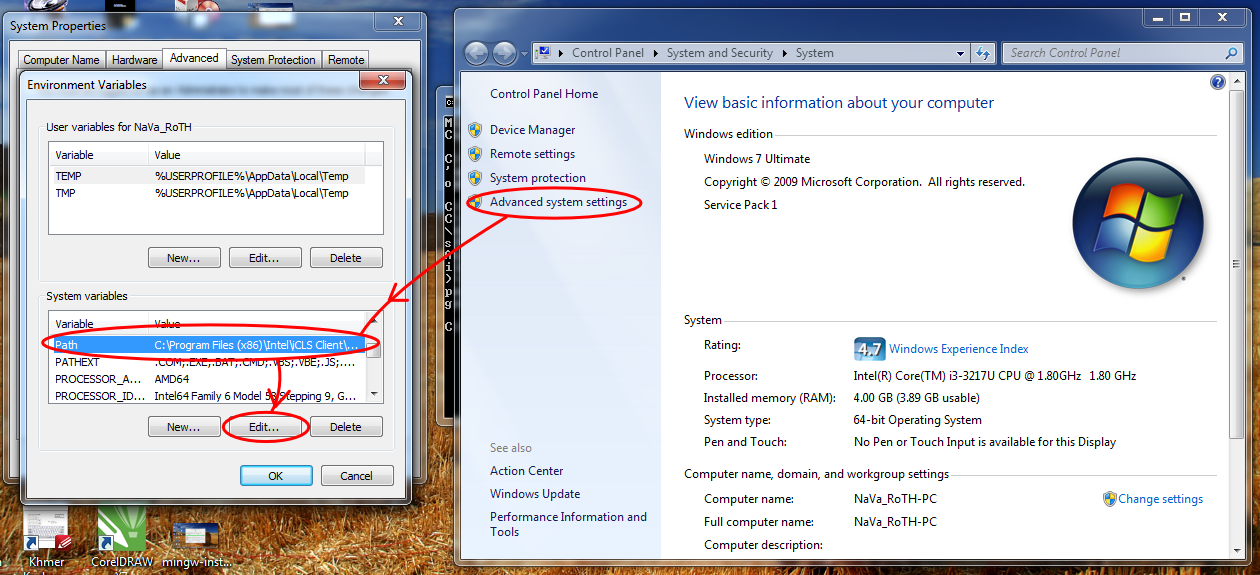 System Properties
Computer Name
Hardware
Advanced
System Protection
Remote
Environment Variables
User variables for NaVa_RoTH
Variable Value
TEMP %USERPROFILE%\AppData\Local\Temp
TMP %USERPROFILE%\AppData\Local\Temp
New...
Edit...
Delete
System variables
Variable Value
Path C:\Program Files (x86)\Intel\iCLS Client\...
PATHEXT .COM;.EXE;.BAT;.CMD;.VBS;.VBE;.JS;....
PROCESSOR_A... AMD64
PROCESSOR_ID... Intel64 Family 6 Model 58 Stepping 9, G...
New...
Edit...
Delete
OK
Cancel
Khmer
CorelDRAW
mingw-inst...
Control Panel
System and Security
System
Search Control Panel
Control Panel Home
Device Manager
Remote settings
System protection
Advanced system settings
See also
Action Center
Windows Update
Performance Information and
Tools
View basic information about your computer
Windows edition
Windows 7 Ultimate
Copyright © 2009 Microsoft Corporation. All rights reserved.
Service Pack 1
System
Rating: 4,7 Windows Experience Index
Processor: Intel(R) Core(TM) i3-3217U CPU @ 1.80GHz 1.80 GHz
Installed memory (RAM): 4.00 GB (3.89 GB usable)
System type: 64-bit Operating System
Pen and Touch: No Pen or Touch Input is available for this Display
Computer name, domain, and workgroup settings
Computer name: NaVa_RoTH-PC
Change settings
Full computer name: NaVa_RoTH-PC
Computer description: